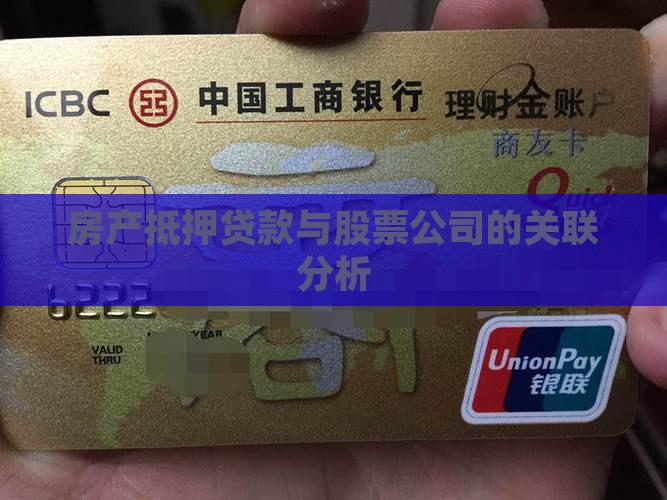 ICBC 中国工商银行 理财金账户
商友卡
Quick
房产抵押贷款与股票公司的关联
分析
6222
YEAR
VALID
THRU
UnionPay
银联